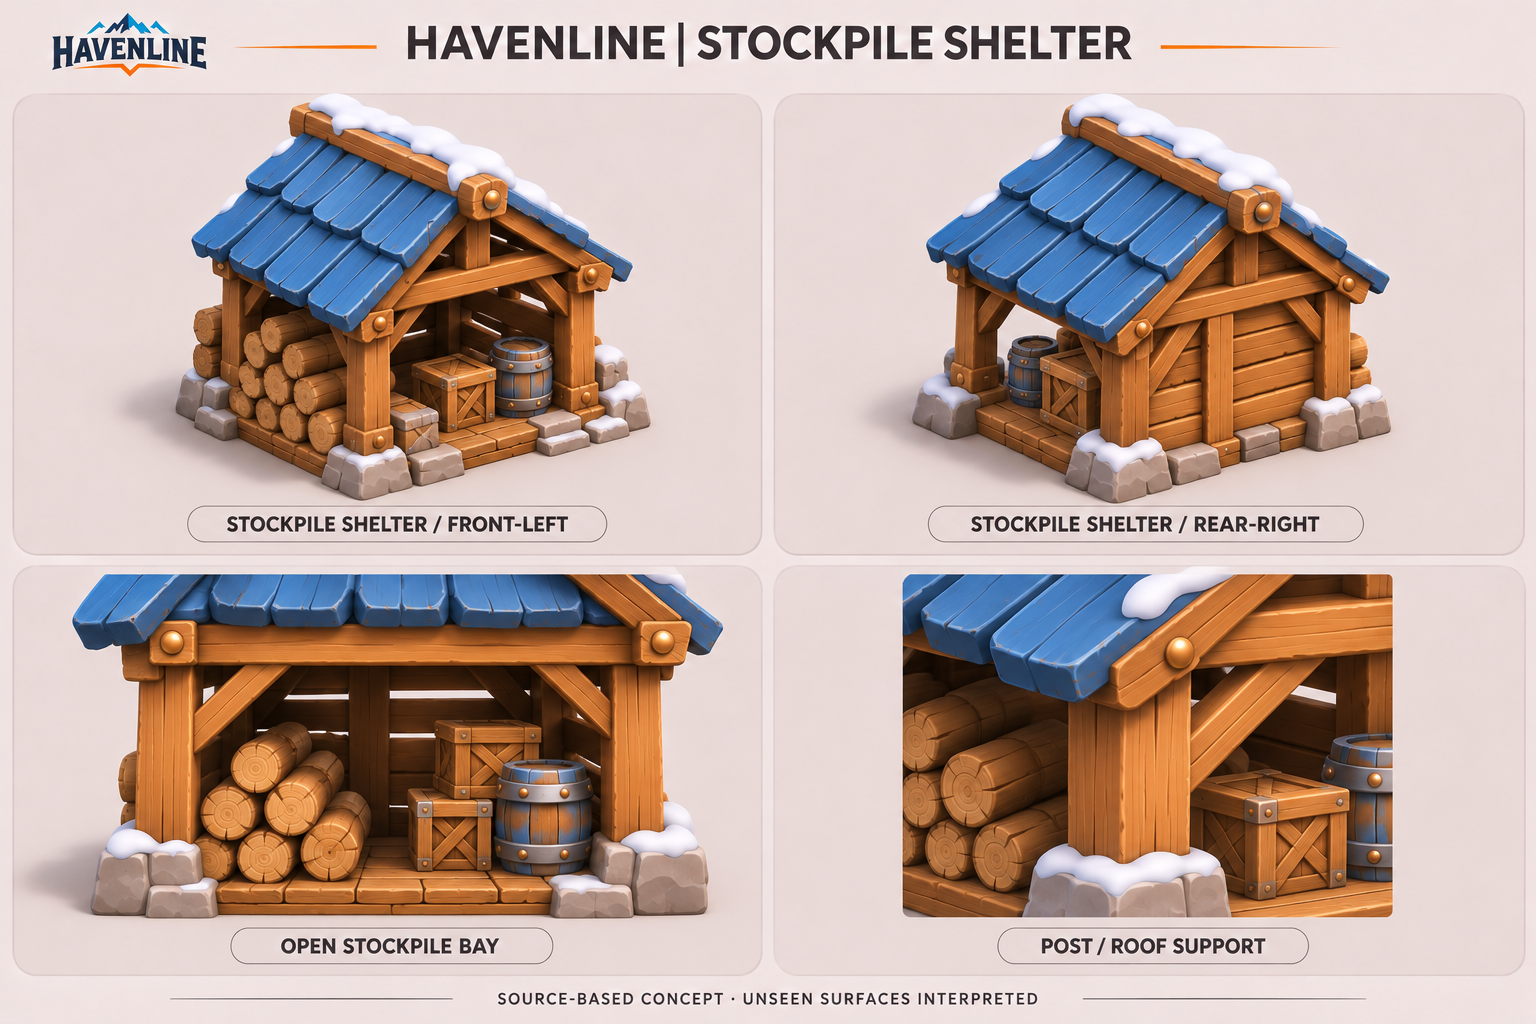 HAVENLINE
HAVENLINE | STOCKPILE SHELTER
STOCKPILE SHELTER / FRONT-LEFT
STOCKPILE SHELTER / REAR-RIGHT
OPEN STOCKPILE BAY
POST / ROOF SUPPORT
SOURCE-BASED CONCEPT · UNSEEN SURFACES INTERPRETED